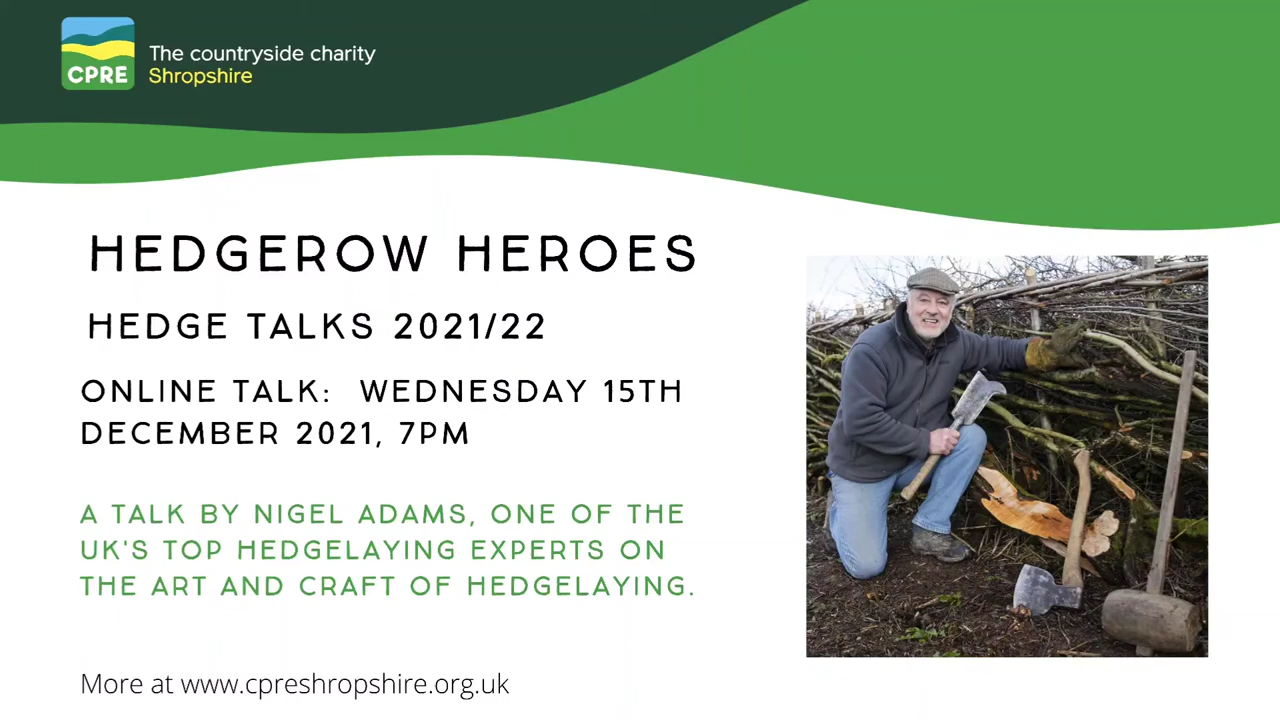 CPRE
The countryside charity
Shropshire
HEDGEROW HEROES
HEDGE TALKS 2021/22
ONLINE TALK: WEDNESDAY 15TH
DECEMBER 2021, 7PM
A TALK BY NIGEL ADAMS, ONE OF THE
UK'S TOP HEDGELAYING EXPERTS ON
THE ART AND CRAFT OF HEDGELAYING.
More at www.cpreshropshire.org.uk